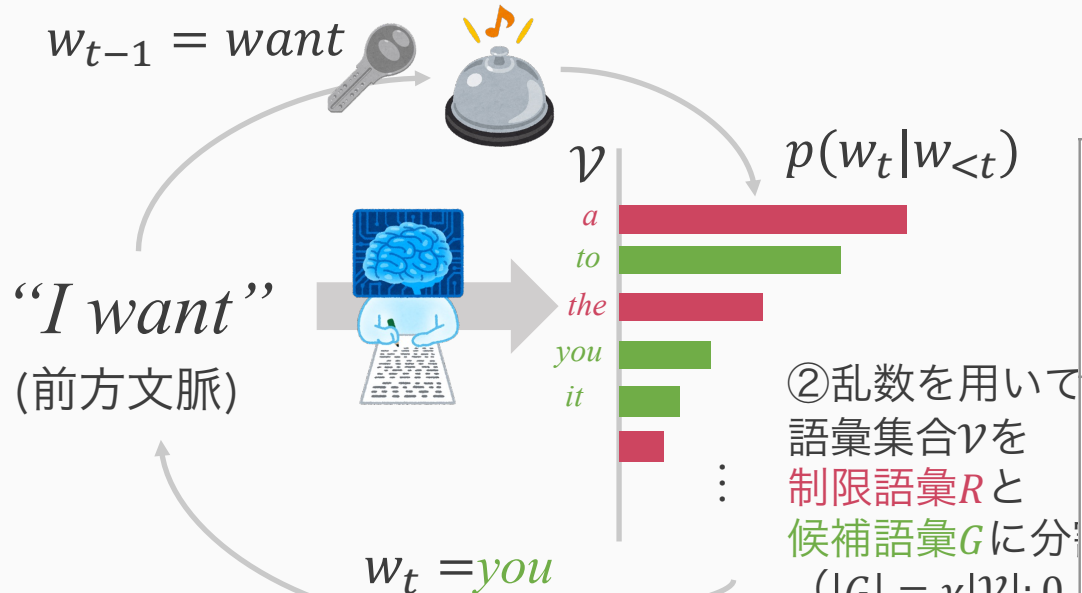 w_{t−1} = want
𝒱
p(w_t|w_{<t})
a
to
the
you
it
“I want”
(前方文脈)
⋮
②乱数を用いて
語彙集合𝒱を
制限語彙Rと
候補語彙Gに分
w_t =you
(|G| = γ|𝒱|; 0